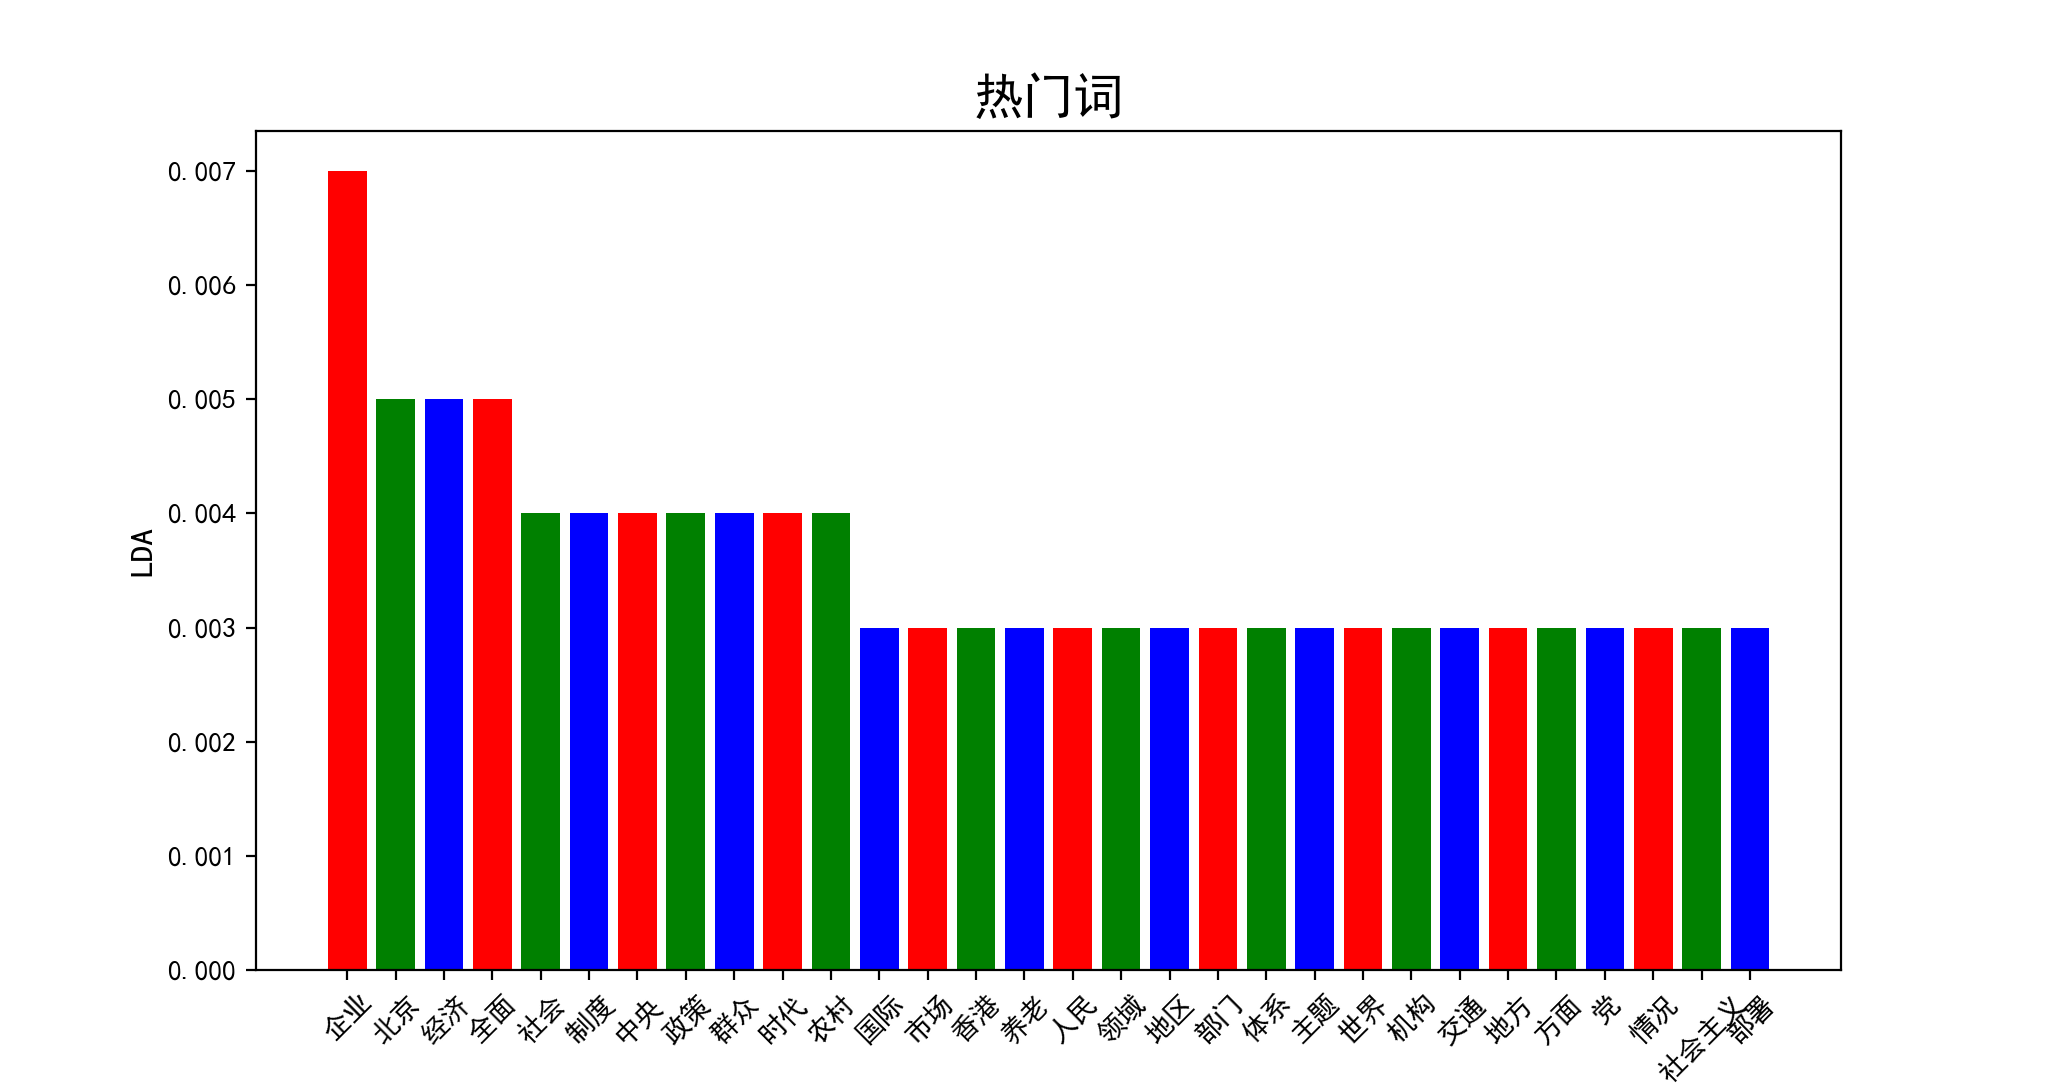 热门词
LDA
0.007
0.006
0.005
0.004
0.003
0.002
0.001
0.000
企业
北京
经济
全面
社会
制度
中央
政策
群众
时代
农村
国际
市场
香港
养老
人民
领域
地区
部门
体系
主题
世界
机构
交通
地方
方面
党
情况
社会主义
部署